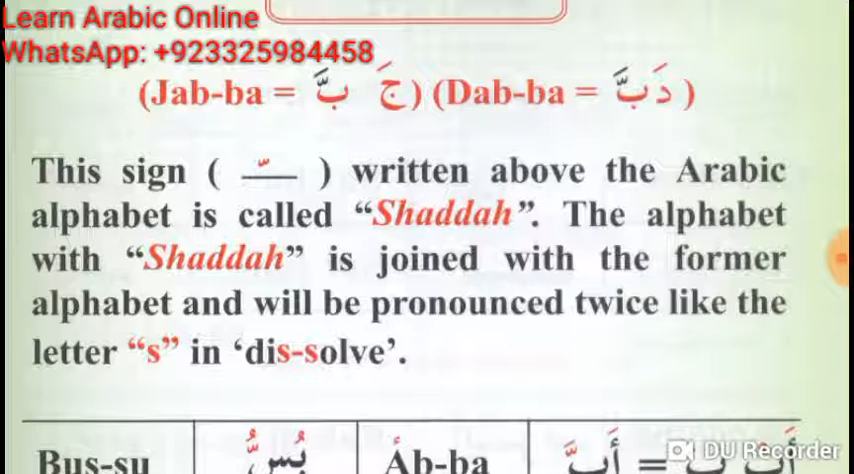 Learn Arabic Online
WhatsApp: +923325984458
(Jab-ba = جَ بَّ) (Dab-ba = دَبَّ)
This sign ( ّ ) written above the Arabic
alphabet is called “Shaddah”. The alphabet
with “Shaddah” is joined with the former
alphabet and will be pronounced twice like the
letter “s” in ‘dis-solve’.
Bus-su بُسُّ Ab-ba أَبَّ =
DU Recorder